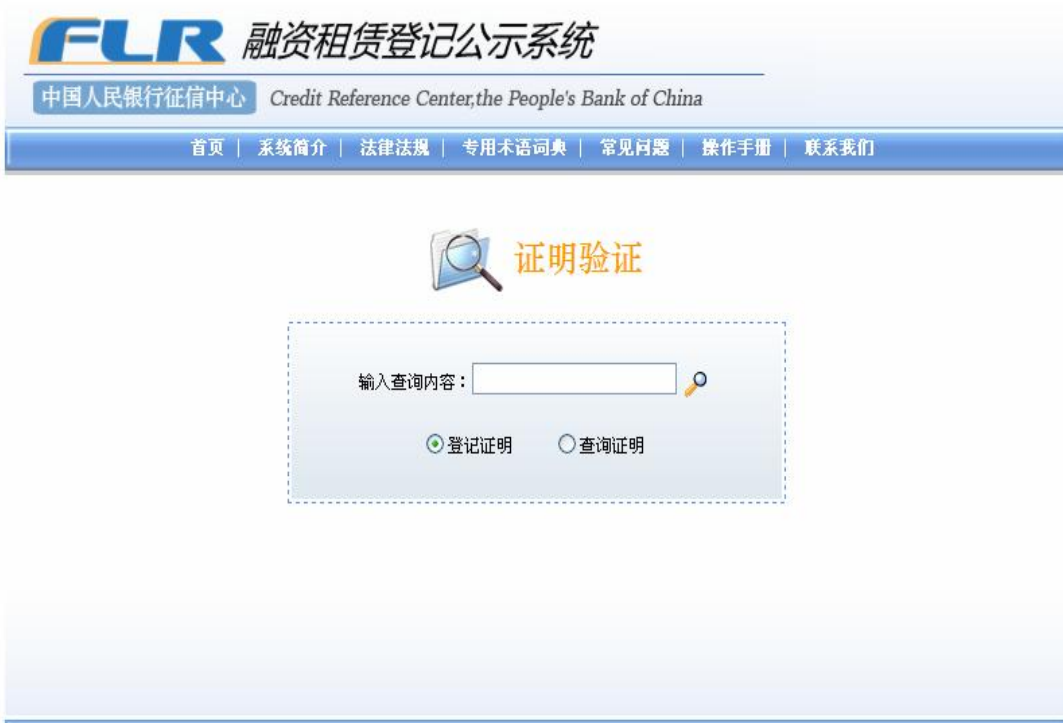 FLR 融资租赁登记公示系统
中国人民银行征信中心 Credit Reference Center,the People's Bank of China
首页 | 系统简介 | 法律法规 | 专用术语词典 | 常见问题 | 操作手册 | 联系我们
证明验证
输入查询内容：
登记证明 查询证明